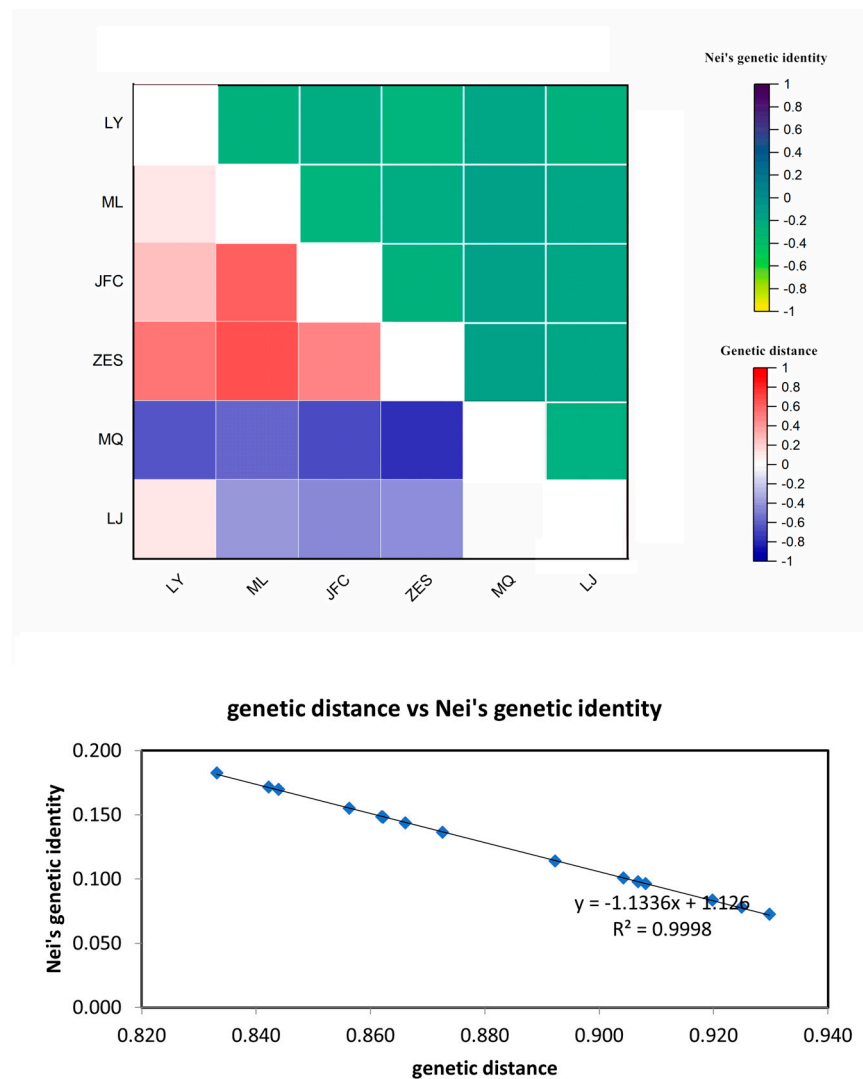 Nei's genetic identity
1
0.8
0.6
0.4
0.2
0
-0.2
-0.4
-0.6
-0.8
-1
Genetic distance
1
0.8
0.6
0.4
0.2
0
-0.2
-0.4
-0.6
-0.8
-1
LY
ML
JFC
ZES
MQ
LJ
LY ML JFC ZES MQ LJ
genetic distance vs Nei's genetic identity
Nei's genetic identity
0.200
0.150
0.100
0.050
0.000
y = -1.1336x + 1.126
R² = 0.9998
0.820 0.840 0.860 0.880 0.900 0.920 0.940
genetic distance